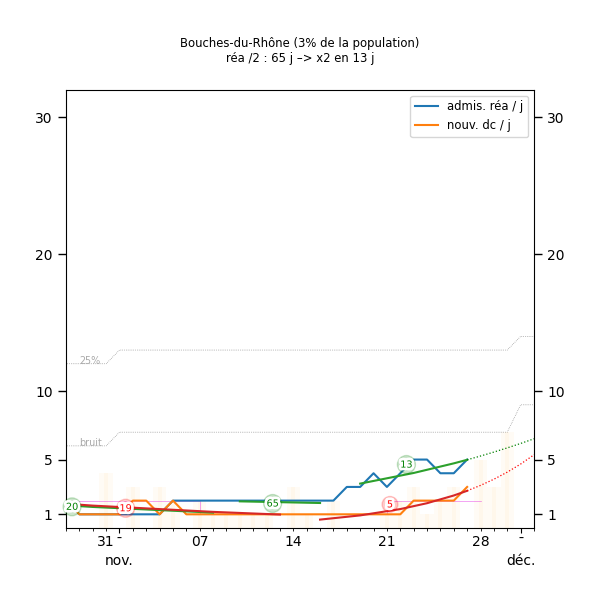 Bouches-du-Rhône (3% de la population)
réa /2 : 65 j –> x2 en 13 j
admis. réa / j
nouv. dc / j
30
30
20
20
25%
10
10
bruit
5
13
5
20
19
65
5
1
1
31 - 07 14 21 28 -
nov. déc.